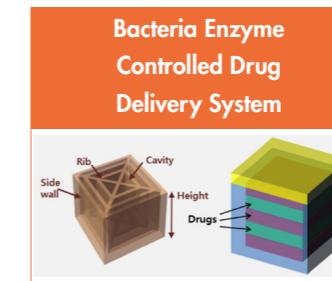 Bacteria Enzyme
Controlled Drug
Delivery System
Rib
Cavity
Side
wall
Height
Drugs